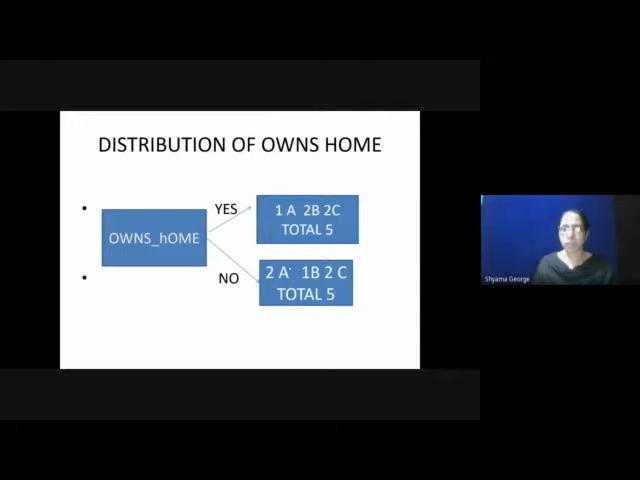 DISTRIBUTION OF OWNS HOME
YES
1 A 2B 2C
TOTAL 5
OWNS_hOME
NO
2 A 1B 2 C
TOTAL 5
Shyama George